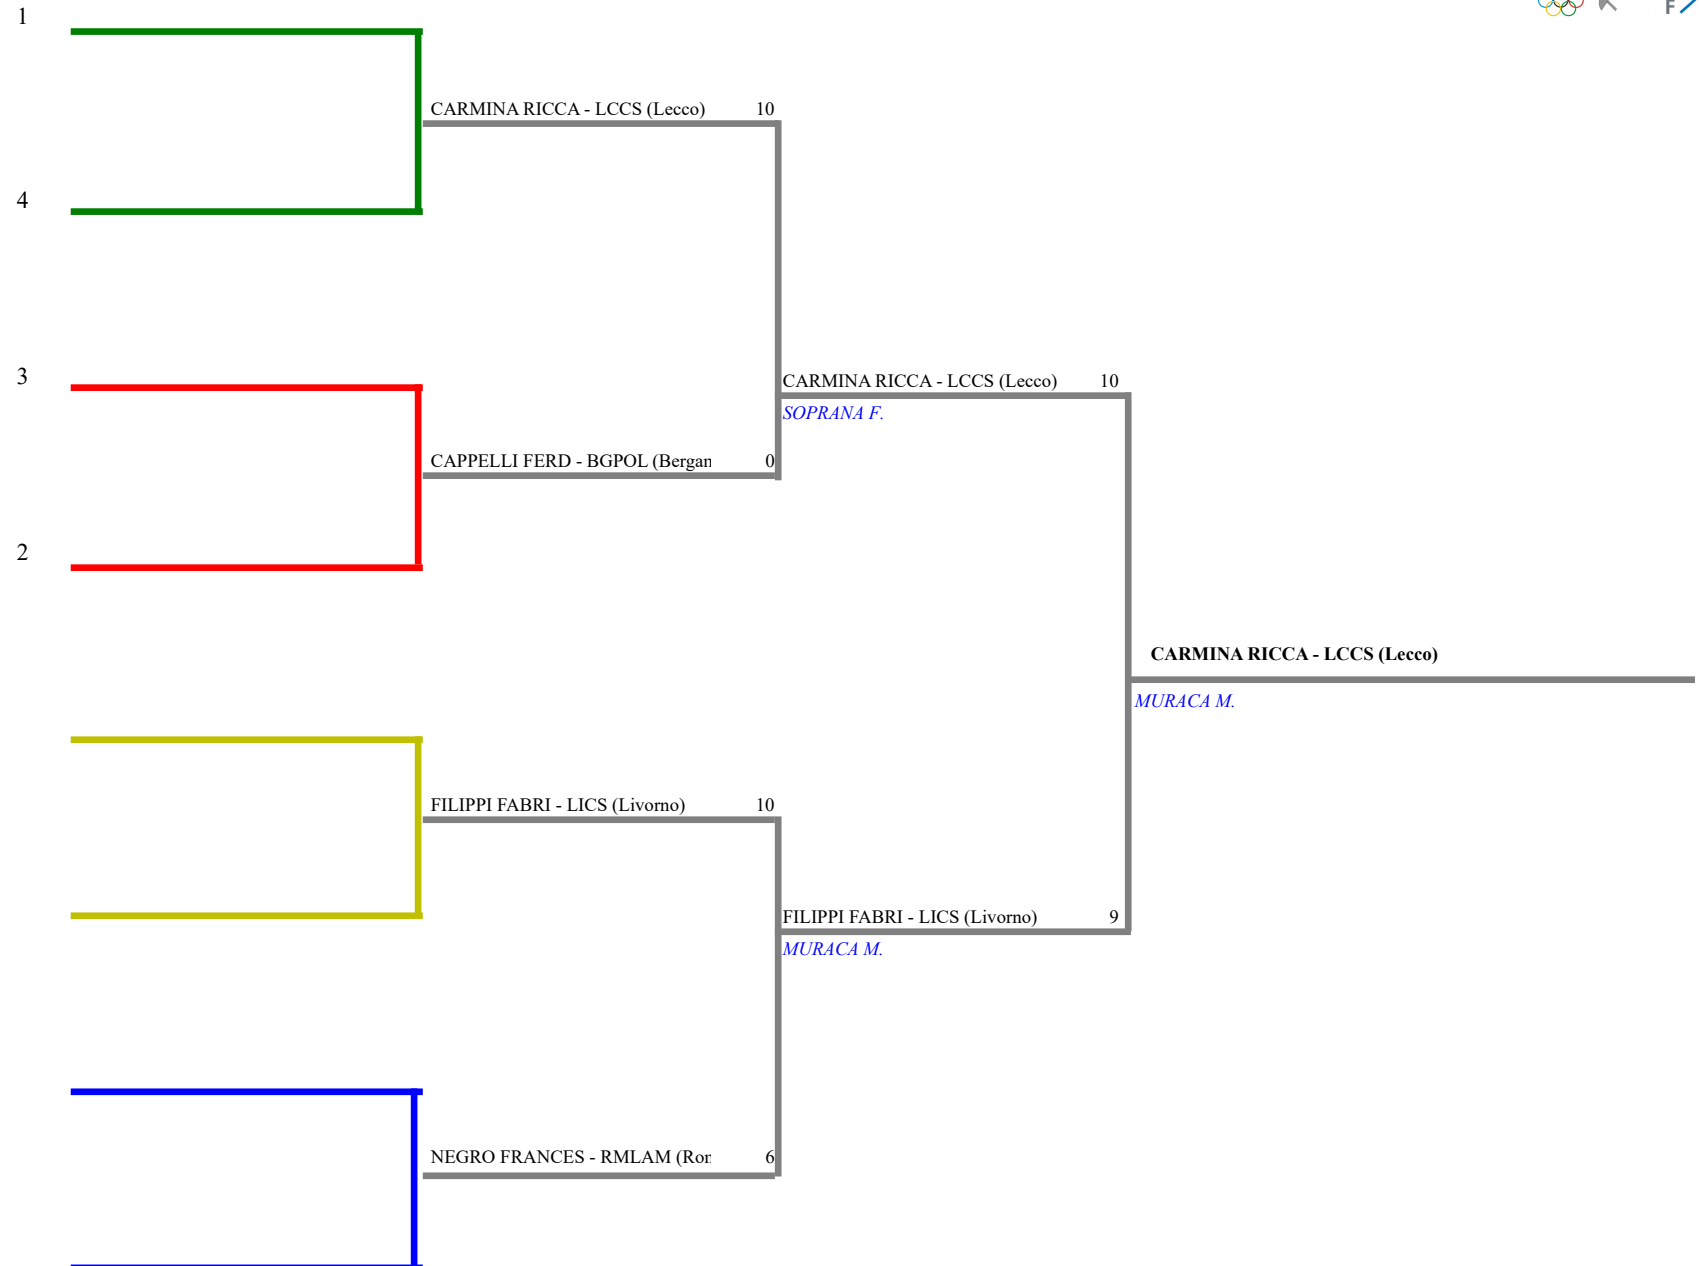 1
CARMINA RICCA - LCCS (Lecco) 10
4
3
CARMINA RICCA - LCCS (Lecco) 10
SOPRANA F.
CAPPELLI FERD - BGPOL (Bergan 0
2
CARMINA RICCA - LCCS (Lecco)
MURACA M.
FILIPPI FABRI - LICS (Livorno) 10
FILIPPI FABRI - LICS (Livorno) 9
MURACA M.
NEGRO FRANCES - RMLAM (Ror 6
F